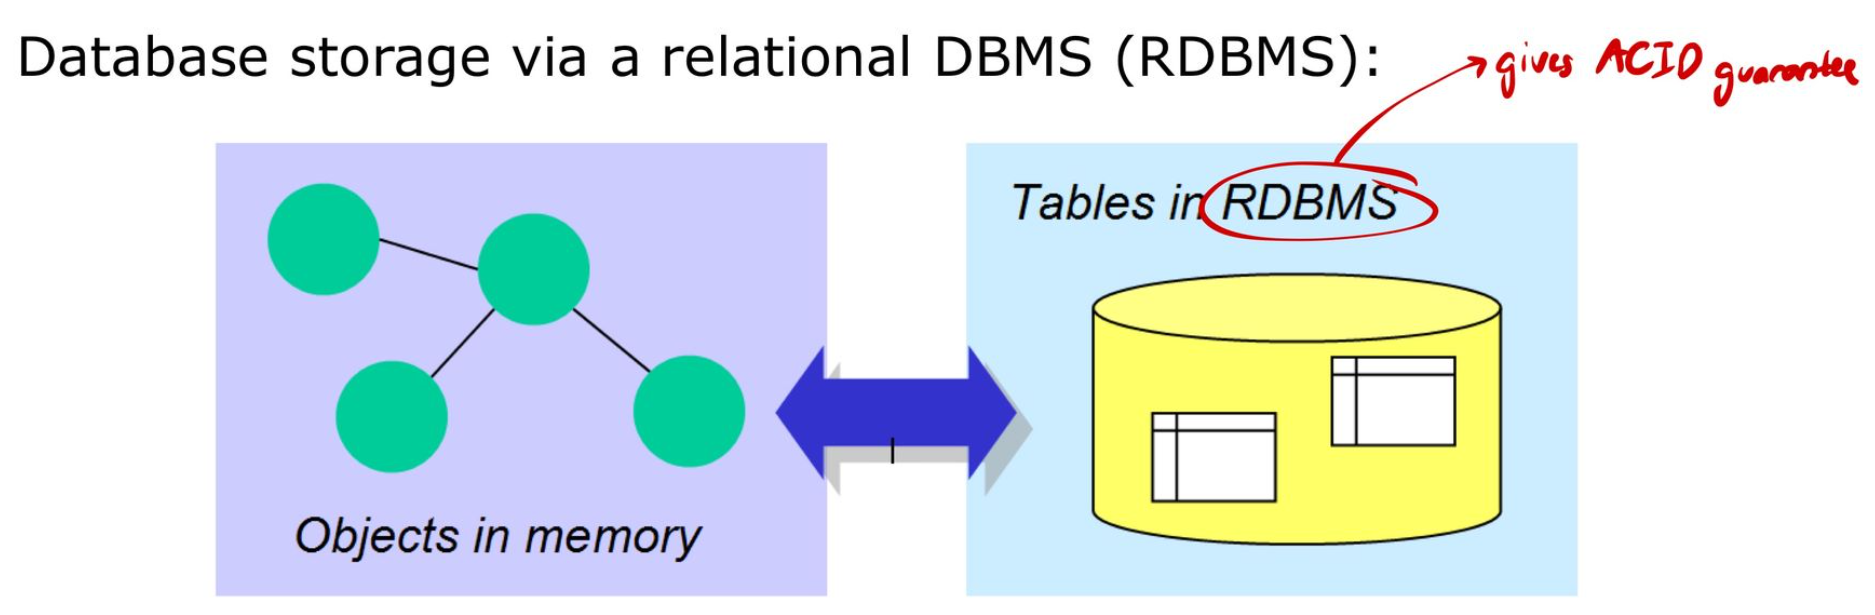 Database storage via a relational DBMS (RDBMS):
gives ACID guarantee
Tables in RDBMS
Objects in memory